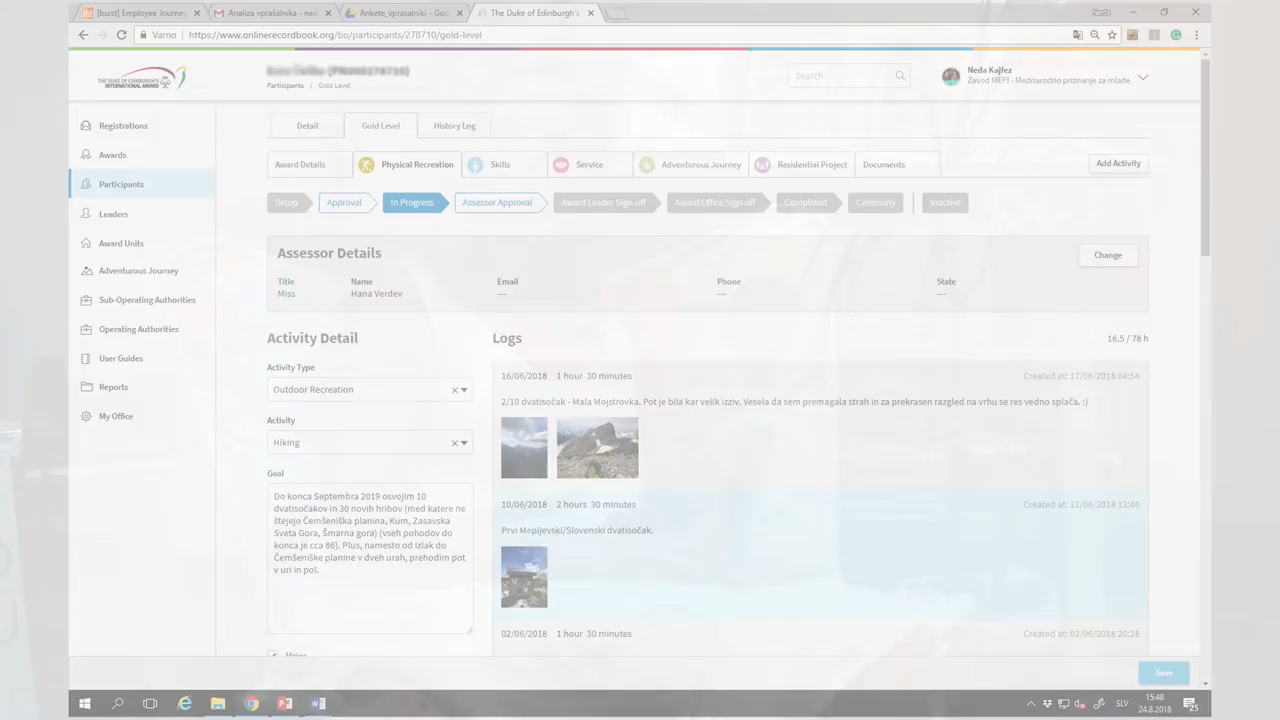 [bu:st] Employee Journey
Analiza vprašalnika - ned
Ankete_vprasalniki - Goo
The Duke of Edinburgh's
Neda
Varno
https://www.onlinerecordbook.org/bo/participants/278710/gold-level
THE DUKE OF EDINBURGH'S
INTERNATIONAL AWARD
Participants / Gold Level
Search
Neda Kajfez
Zavod MEPI - Mednarodno priznanje za mlade
Registrations
Awards
Participants
Leaders
Award Units
Adventurous Journey
Sub-Operating Authorities
Operating Authorities
User Guides
Reports
My Office
Detail
Gold Level
History Log
Award Details
Physical Recreation
Skills
Service
Adventurous Journey
Residential Project
Documents
Add Activity
Setup
Approval
In Progress
Assessor Approval
Award Leader Sign-off
Award Office Sign-off
Completed
Ceremony
Inactive
Assessor Details
Change
Title Name Email Phone State
Miss Hana Verdev --- --- ---
Activity Detail
Activity Type
Outdoor Recreation
Activity
Hiking
Goal
Do konca Septembra 2019 osvojim 10
dvatisočakov in 30 novih hribov (med katere ne
štejejo Čemšeniška planina, Kum, Zasavska
Sveta Gora, Šmarna gora) (vseh pohodov do
konca je cca 86). Plus, namesto od Izlak do
Čemšeniške planine v dveh urah, prehodim pot
v uri in pol.
Logs
16.5 / 78 h
16/06/2018 1 hour 30 minutes Created at: 17/06/2018 04:54
2/10 dvatisočak - Mala Mojstrovka. Pot je bila kar velik izziv. Vesela da sem premagala strah in za prekrasen razgled na vrhu se res vedno splača. :)
10/06/2018 2 hours 30 minutes Created at: 12/06/2018 13:46
Prvi Mepijevski/Slovenski dvatisočak.
02/06/2018 1 hour 30 minutes Created at: 02/06/2018 20:28
Save
SLV
15:48
24.8.2018
25